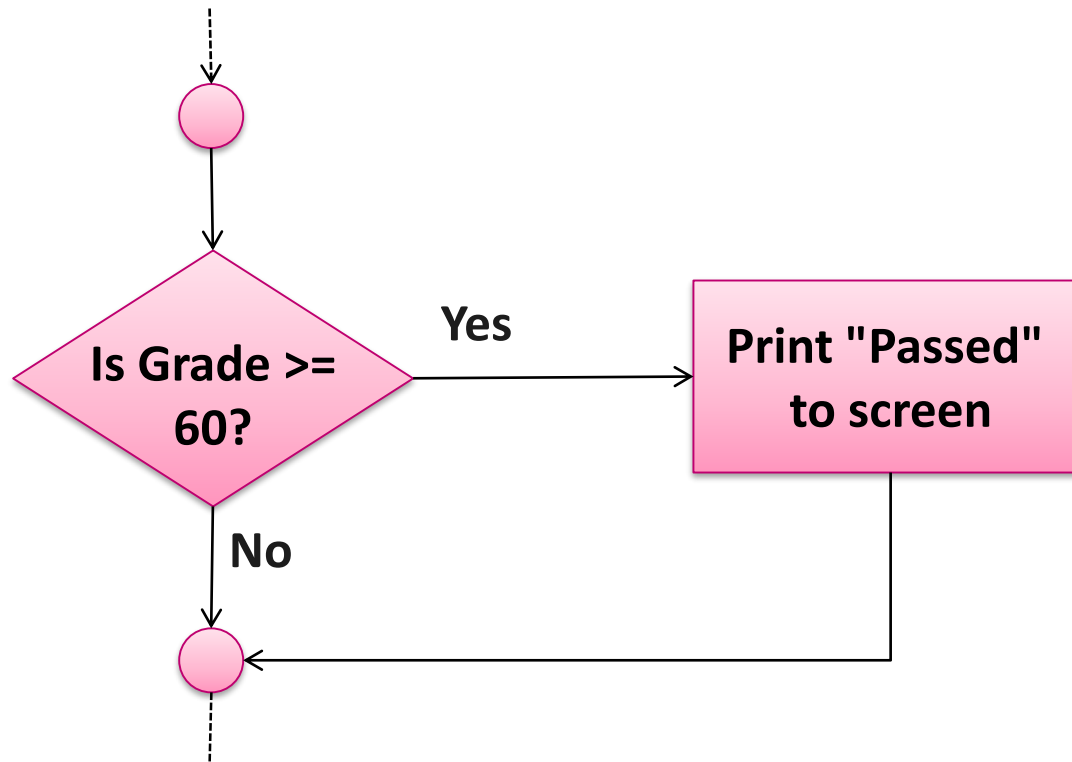 Is Grade >=
60?
Yes
Print "Passed"
to screen
No